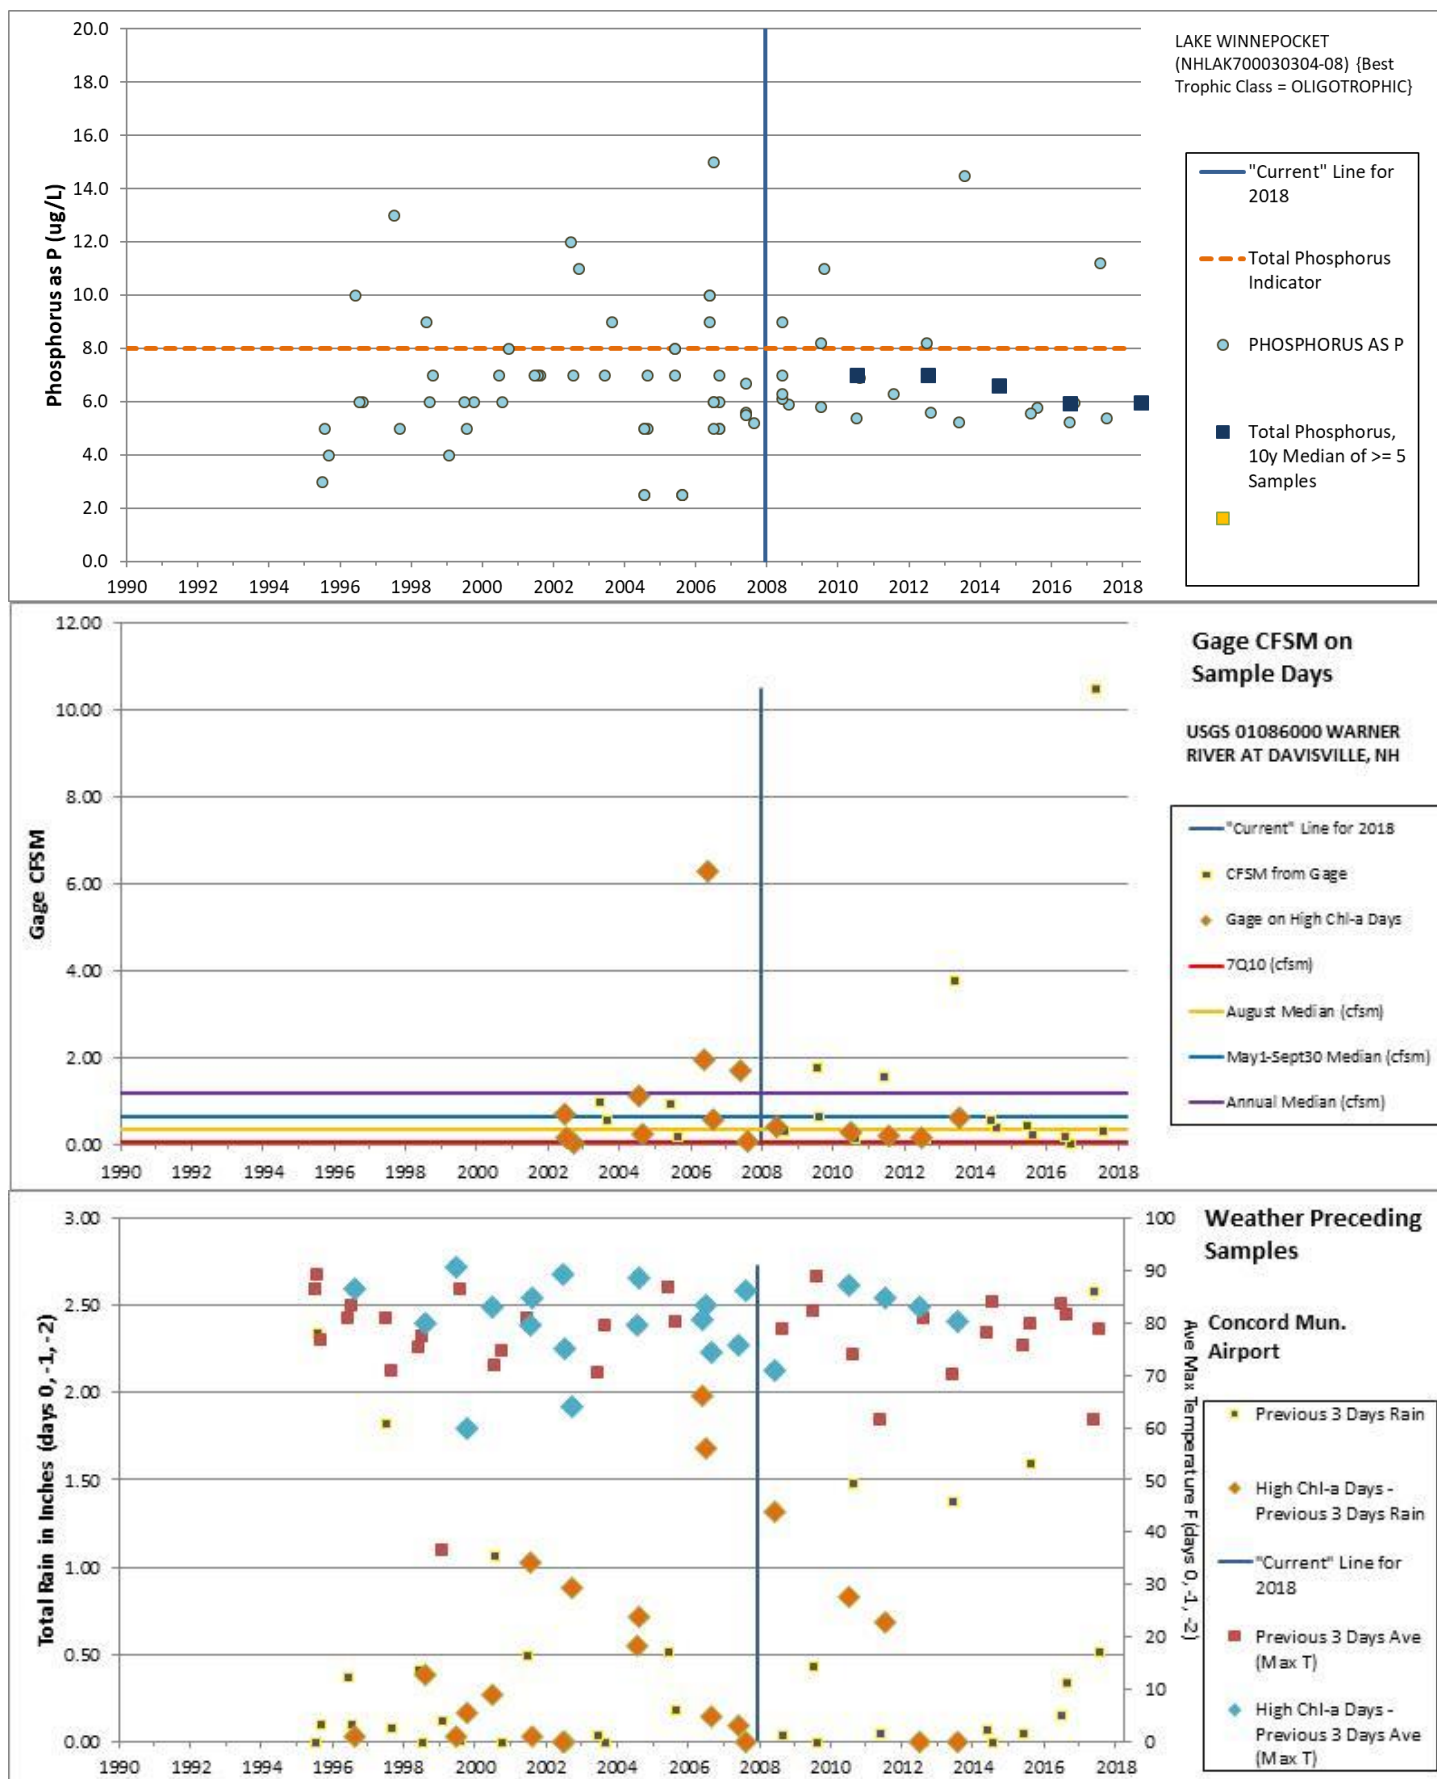 20.0
18.0
16.0
14.0
12.0
10.0
8.0
6.0
4.0
2.0
0.0
Phosphorus as P (ug/L)
1990 1992 1994 1996 1998 2000 2002 2004 2006 2008 2010 2012 2014 2016 2018
LAKE WINNEPOCKET
(NHLAK700030304-08) {Best
Trophic Class = OLIGOTROPHIC}
"Current" Line for
2018
Total Phosphorus
Indicator
PHOSPHORUS AS P
Total Phosphorus,
10y Median of >= 5
Samples
12.00
10.00
8.00
6.00
4.00
2.00
0.00
Gage CFSM
1990 1992 1994 1996 1998 2000 2002 2004 2006 2008 2010 2012 2014 2016 2018
Gage CFSM on
Sample Days
USGS 01086000 WARNER
RIVER AT DAVISVILLE, NH
"Current" Line for 2018
CFSM from Gage
Gage on High Chl-a Days
7Q10 (cfsm)
August Median (cfsm)
May1-Sept30 Median (cfsm)
Annual Median (cfsm)
3.00
2.50
2.00
1.50
1.00
0.50
0.00
Total Rain in Inches (days 0, -1, -2)
1990 1992 1994 1996 1998 2000 2002 2004 2006 2008 2010 2012 2014 2016 2018
100
90
80
70
60
50
40
30
20
10
0
Ave Max Temperature F (days 0, -1, -2)
Weather Preceding
Samples
Concord Mun.
Airport
Previous 3 Days Rain
High Chl-a Days -
Previous 3 Days Rain
"Current" Line for
2018
Previous 3 Days Ave
(Max T)
High Chl-a Days -
Previous 3 Days Ave
(Max T)